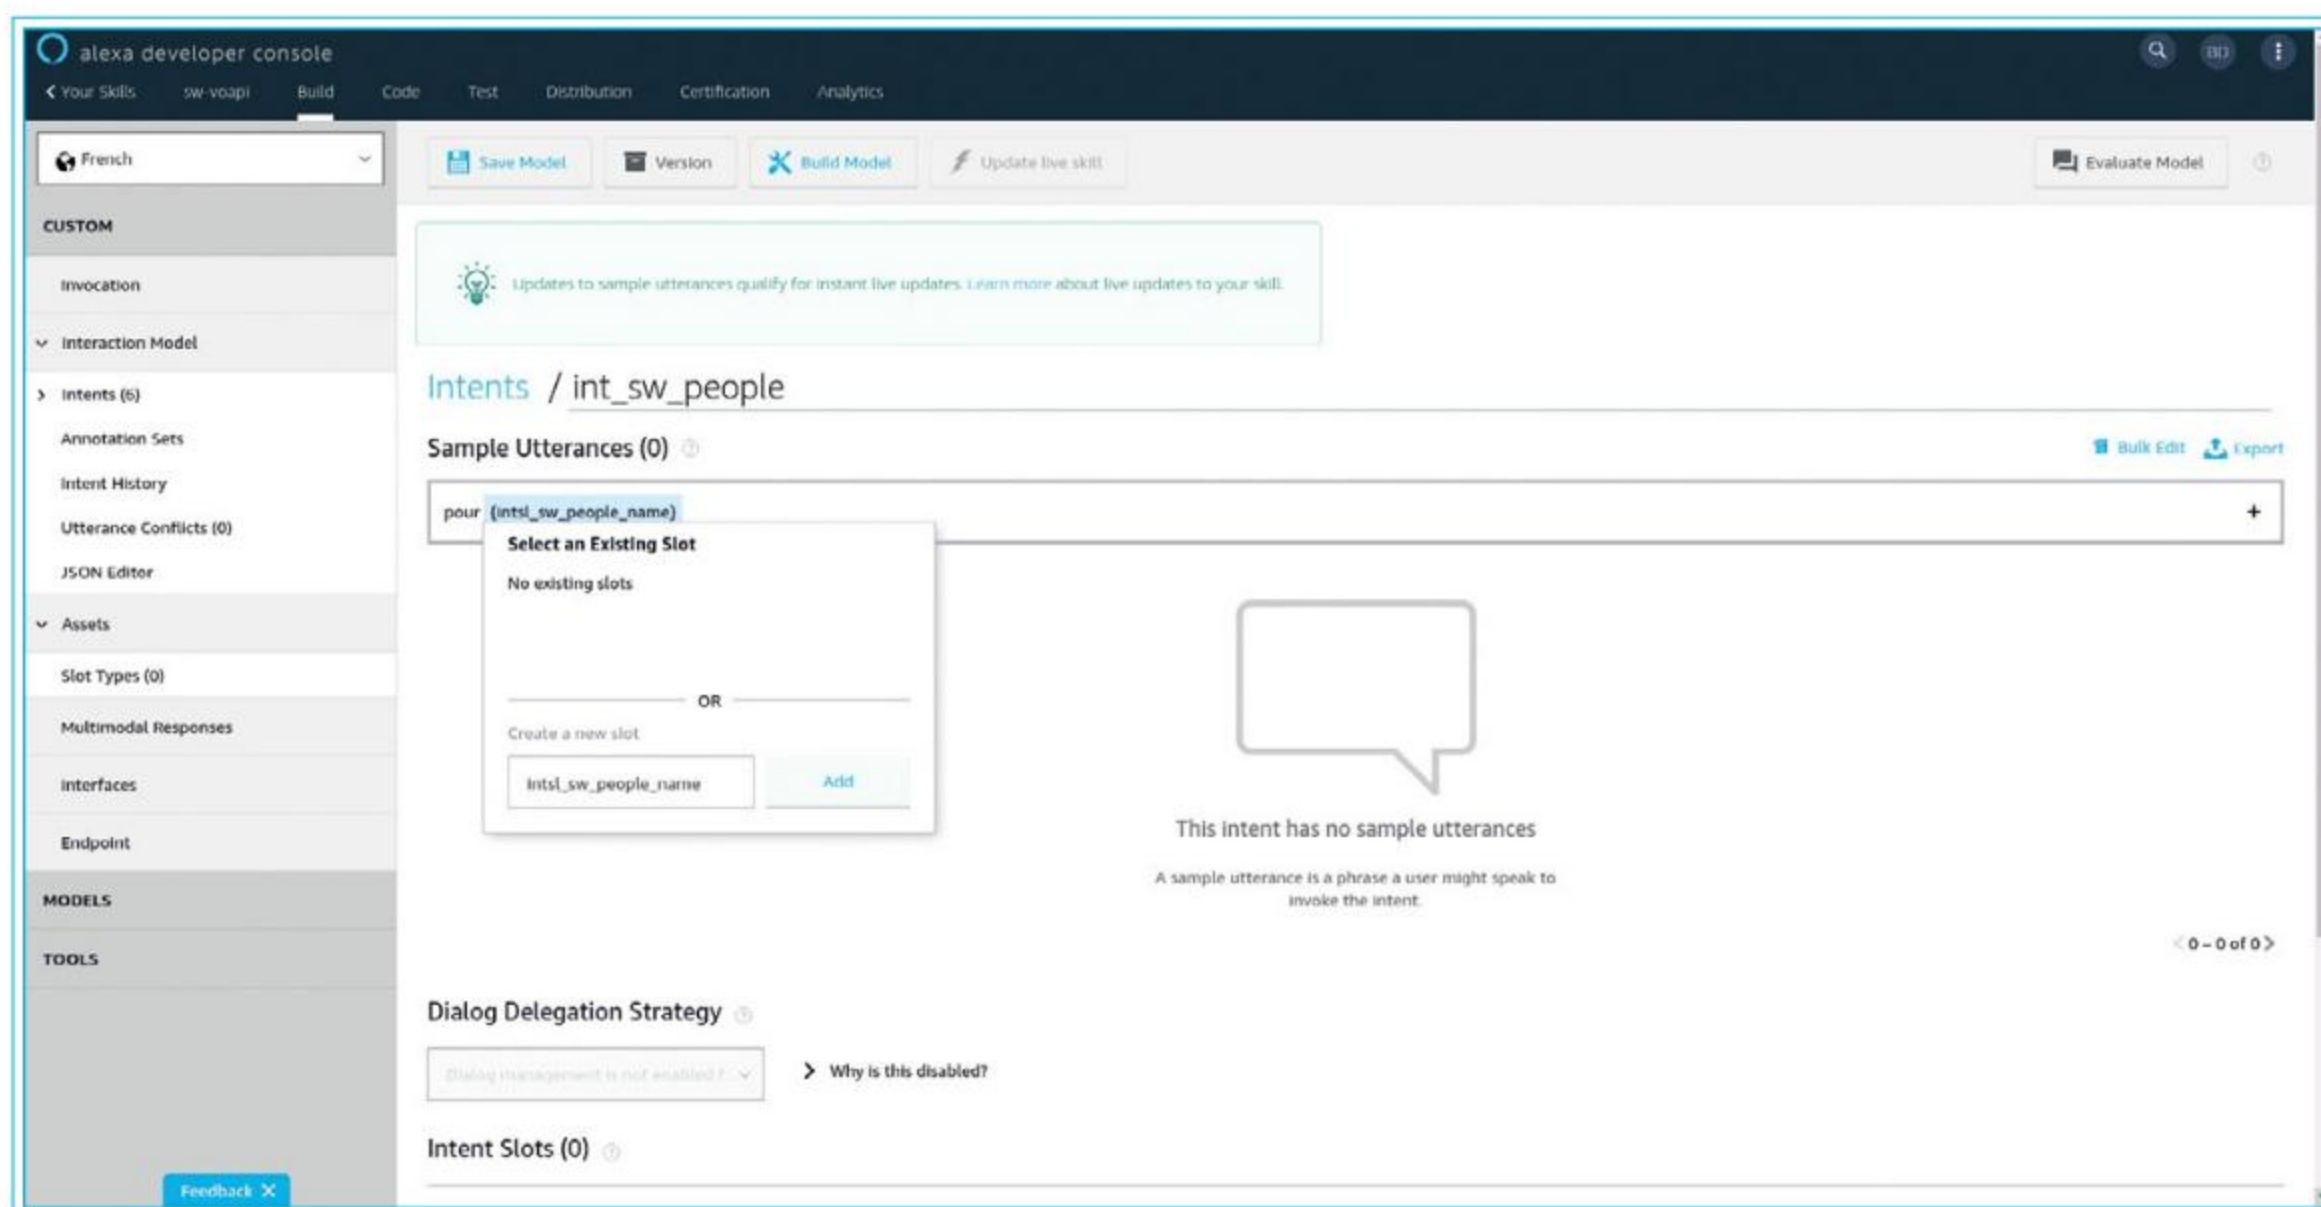 alexa developer console
BD
Your Skills sw-voapi Build Code Test Distribution Certification Analytics
French
Save Model Version Build Model Update live skill Evaluate Model
CUSTOM
Invocation
Interaction Model
Intents (6)
Annotation Sets
Intent History
Utterance Conflicts (0)
JSON Editor
Assets
Slot Types (0)
Multimodal Responses
Interfaces
Endpoint
MODELS
TOOLS
Feedback X
Updates to sample utterances qualify for instant live updates. Learn more about live updates to your skill.
Intents / int_sw_people
Sample Utterances (0)
Bulk Edit Export
pour {intsl_sw_people_name}
Select an Existing Slot
No existing slots
OR
Create a new slot
intsl_sw_people_name Add
This intent has no sample utterances
A sample utterance is a phrase a user might speak to
invoke the intent.
< 0 – 0 of 0 >
Dialog Delegation Strategy
Dialog management is not enabled f...
Why is this disabled?
Intent Slots (0)